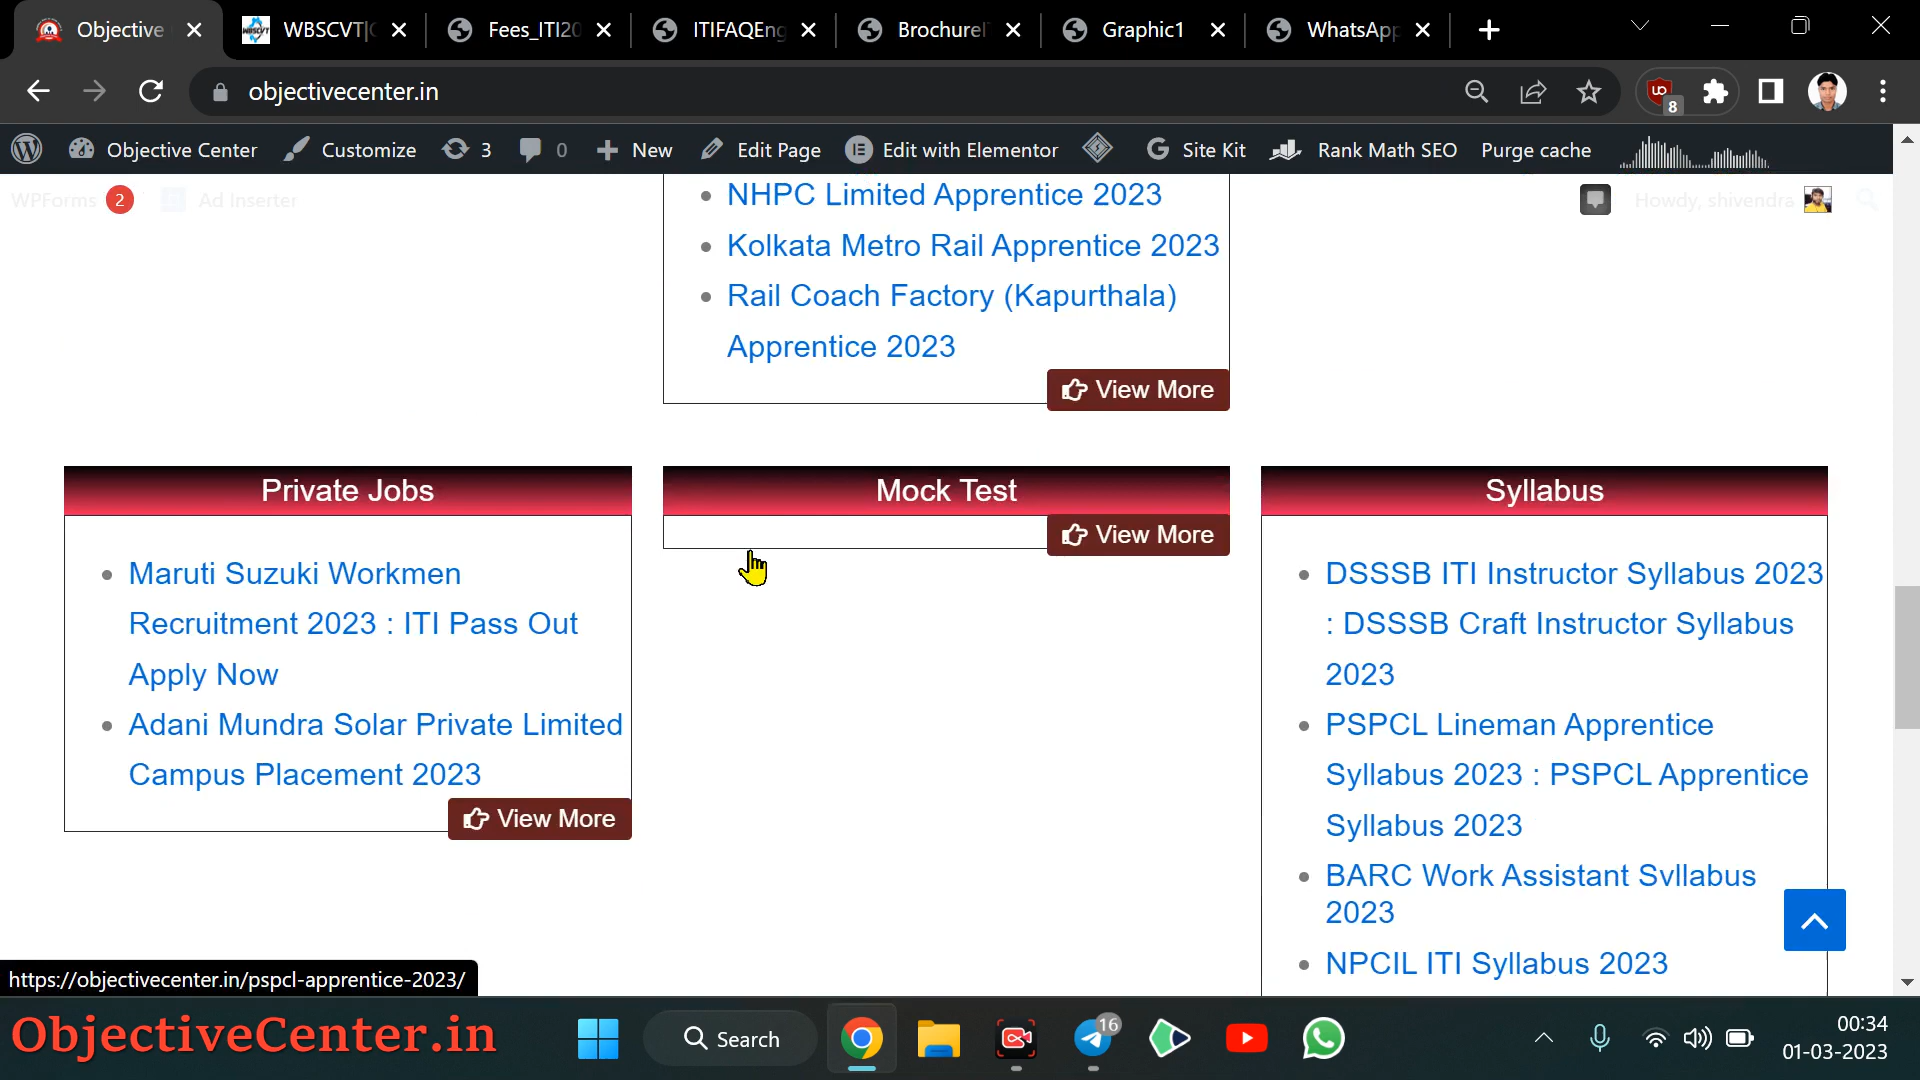 Objective
WBSCVT|(
Fees_ITI20
ITIFAQEng
BrochureI
Graphic1
WhatsApp
objectivecenter.in
8
Objective Center
Customize
3
0
New
Edit Page
Edit with Elementor
Site Kit
Rank Math SEO
Purge cache
WPForms 2
Ad Inserter
Howdy, shivendra
NHPC Limited Apprentice 2023
Kolkata Metro Rail Apprentice 2023
Rail Coach Factory (Kapurthala)
Apprentice 2023
View More
Private Jobs
Maruti Suzuki Workmen
Recruitment 2023 : ITI Pass Out
Apply Now
Adani Mundra Solar Private Limited
Campus Placement 2023
View More
Mock Test
View More
Syllabus
DSSSB ITI Instructor Syllabus 2023
: DSSSB Craft Instructor Syllabus
2023
PSPCL Lineman Apprentice
Syllabus 2023 : PSPCL Apprentice
Syllabus 2023
BARC Work Assistant Syllabus
2023
NPCIL ITI Syllabus 2023
https://objectivecenter.in/pspcl-apprentice-2023/
ObjectiveCenter.in
Search
16
00:34
01-03-2023